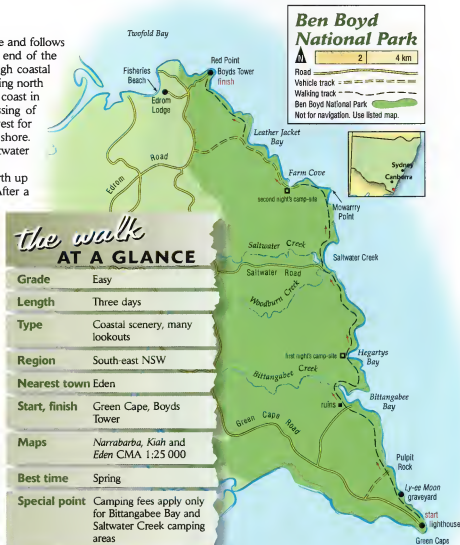 e and follows
end of the
gh coastal
ing north
coast in
ssing of
est for
shore.
twater
rth up
After a
the walk
AT A GLANCE
Grade Easy
Length Three days
Type Coastal scenery, many
lookouts
Region South-east NSW
Nearest town Eden
Start, finish Green Cape, Boyds
Tower
Maps Narrabarba, Kiah and
Eden CMA 1:25 000
Best time Spring
Special point Camping fees apply only
for Bittangabee Bay and
Saltwater Creek camping
areas
Ben Boyd
National Park
N 2 4 km
Road
Vehicle track
Walking track
Ben Boyd National Park
Not for navigation. Use listed map.
Sydney
Canberra
Twofold Bay
Red Point
Boyds Tower
finish
Fisheries
Beach
Edrom
Lodge
Edrom Road
Leather Jacket
Bay
Farm Cove
second night's camp-site
Mowarry
Point
Saltwater Creek
Saltwater Creek
Saltwater Road
Woodburn Creek
first night's camp-site
Hegartys
Bay
Bittangabee Creek
Bittangabee
Bay
ruins
Green Cape Road
Pulpit
Rock
Ly-ee Moon
graveyard
start
lighthouse
Green Cape